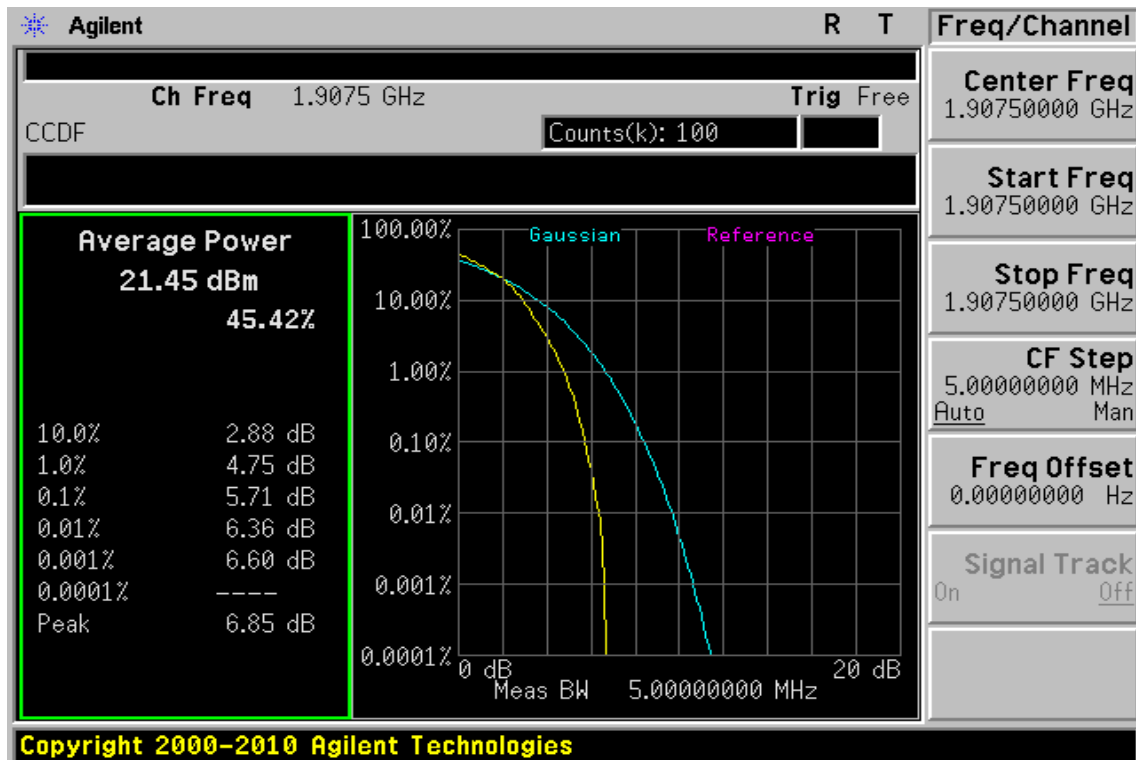 Agilent R T
Freq/Channel
Ch Freq 1.9075 GHz Trig Free
CCDF Counts(k): 100
Average Power
21.45 dBm
45.42%
10.0% 2.88 dB
1.0% 4.75 dB
0.1% 5.71 dB
0.01% 6.36 dB
0.001% 6.60 dB
0.0001% ----
Peak 6.85 dB
Gaussian Reference
100.00%
10.00%
1.00%
0.10%
0.01%
0.001%
0.0001%
0 dB 20 dB
Meas BW 5.00000000 MHz
Center Freq
1.90750000 GHz
Start Freq
1.90750000 GHz
Stop Freq
1.90750000 GHz
CF Step
5.00000000 MHz
Auto Man
Freq Offset
0.00000000 Hz
Signal Track
On Off
Copyright 2000-2010 Agilent Technologies